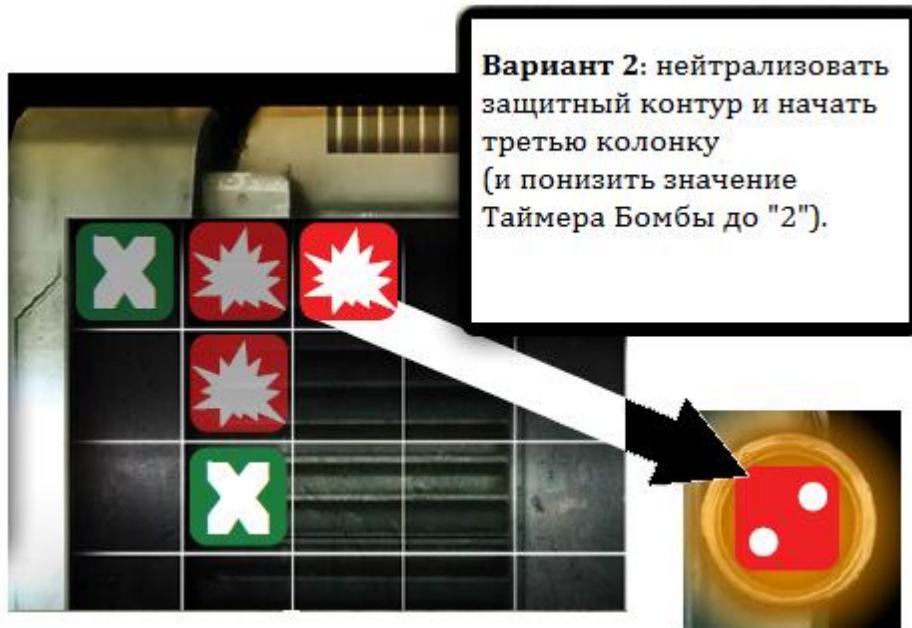 Вариант 2: нейтрализовать
защитный контур и начать
третью колонку
(и понизить значение
Таймера Бомбы до "2").